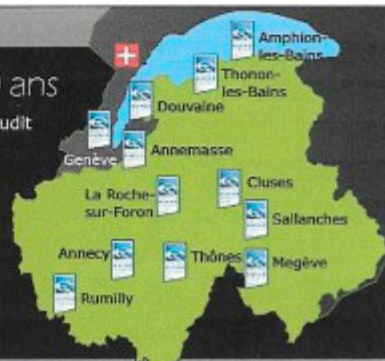 ans
udit
Amphion-
les-Bains
Thonon-
les-Bains
Douvaine
Genève
Annemasse
La Roche-
sur-Foron
Cluses
Sallanches
Annecy
Thônes
Megève
Rumilly